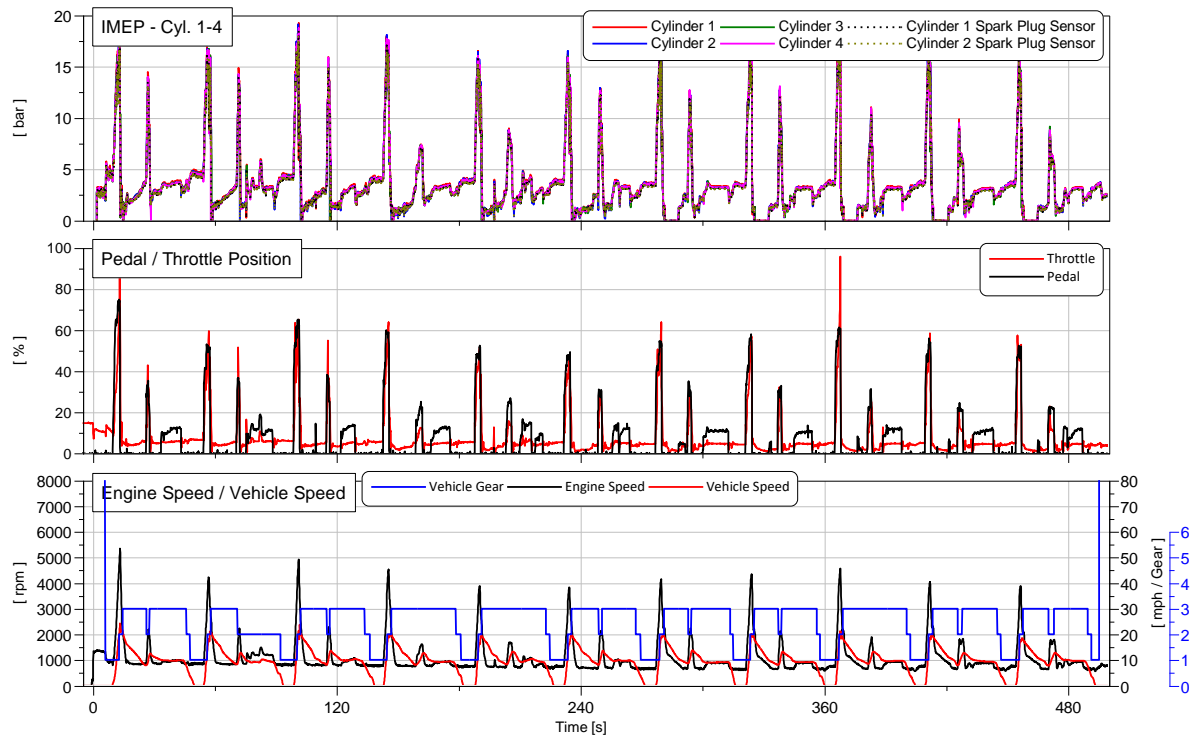 IMEP - Cyl. 1-4
Cylinder 1 Cylinder 3 Cylinder 1 Spark Plug Sensor
Cylinder 2 Cylinder 4 Cylinder 2 Spark Plug Sensor
20
15
10
5
0
[ bar ]
Pedal / Throttle Position
Throttle
Pedal
100
80
60
40
20
0
[ % ]
Engine Speed / Vehicle Speed
Vehicle Gear Engine Speed Vehicle Speed
8000
7000
6000
5000
4000
3000
2000
1000
0
[ rpm ]
80
70
60
50
40
30
20
10
0
[ mph / Gear ]
6
5
4
3
2
1
0
0 120 240 360 480
Time [s]